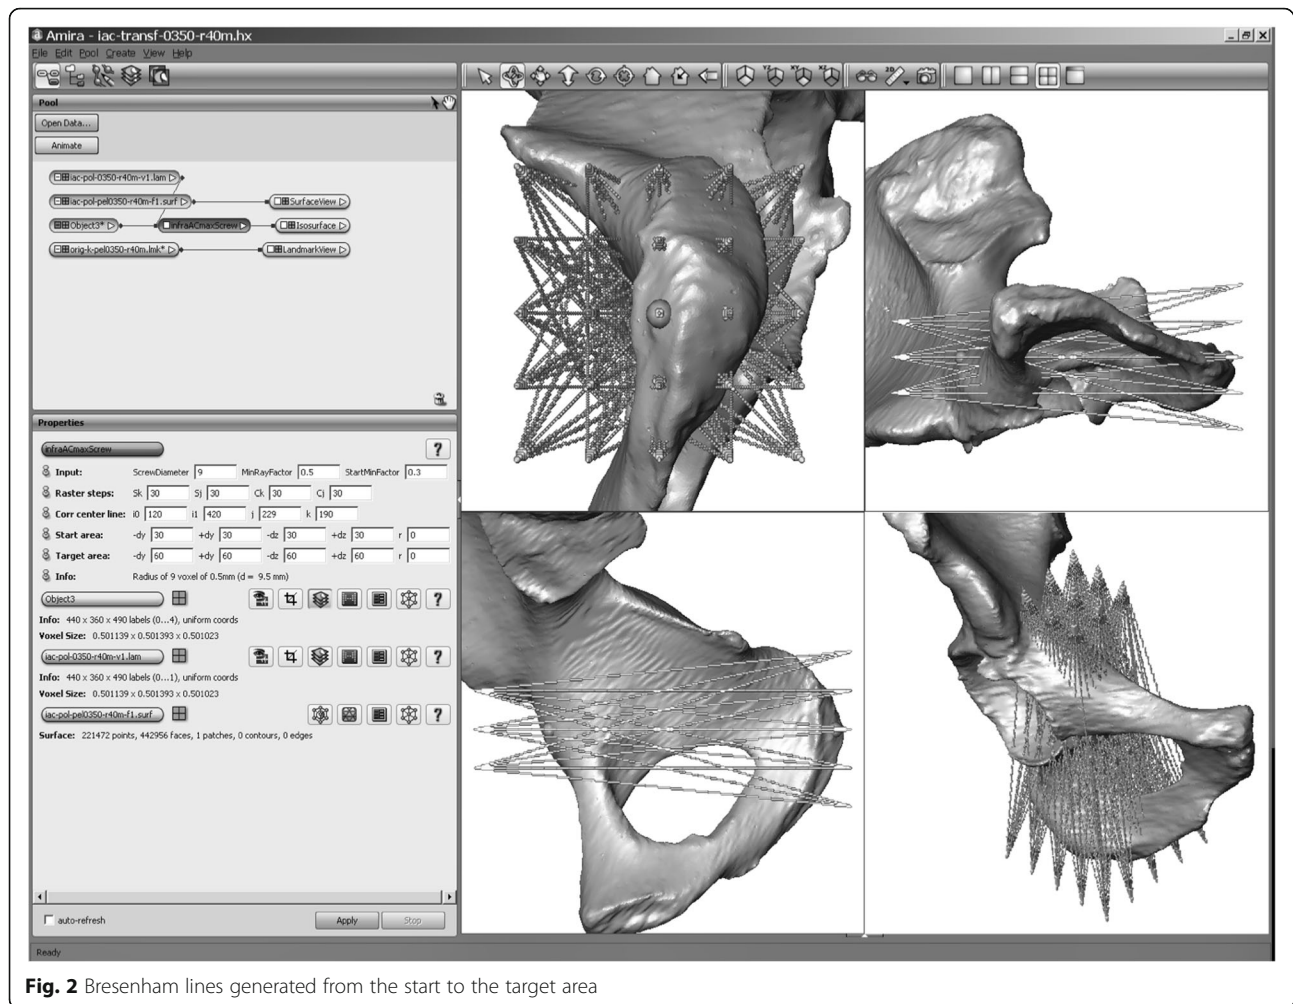 Amira - iac-transf-0350-r40m.hx
File Edit Pool Create View Help
YZ XY XZ 2D
Pool
Open Data...
Animate
iac-pol-0350-r40m-v1.lam
iac-pol-pel0350-r40m-f1.surf
SurfaceView
Object3*
infraACmaxScrew
Isosurface
orig-k-pel0350-r40m.lmk*
LandmarkView
Properties
infraACmaxScrew ?
Input: ScrewDiameter 9 MinRayFactor 0.5 StartMinFactor 0.3
Raster steps: Sk 30 Sj 30 Ck 30 Cj 30
Corr center line: i0 120 i1 420 j 229 k 190
Start area: -dy 30 +dy 30 -dz 30 +dz 30 r 0
Target area: -dy 60 +dy 60 -dz 60 +dz 60 r 0
Info: Radius of 9 voxel of 0.5mm (d = 9.5 mm)
Object3 ?
Info: 440 x 360 x 490 labels (0...4), uniform coords
Voxel Size: 0.501139 x 0.501393 x 0.501023
iac-pol-0350-r40m-v1.lam ?
Info: 440 x 360 x 490 labels (0...1), uniform coords
Voxel Size: 0.501139 x 0.501393 x 0.501023
iac-pol-pel0350-r40m-f1.surf ?
Surface: 221472 points, 442956 faces, 1 patches, 0 contours, 0 edges
auto-refresh
Apply
Stop
Ready
Fig. 2 Bresenham lines generated from the start to the target area